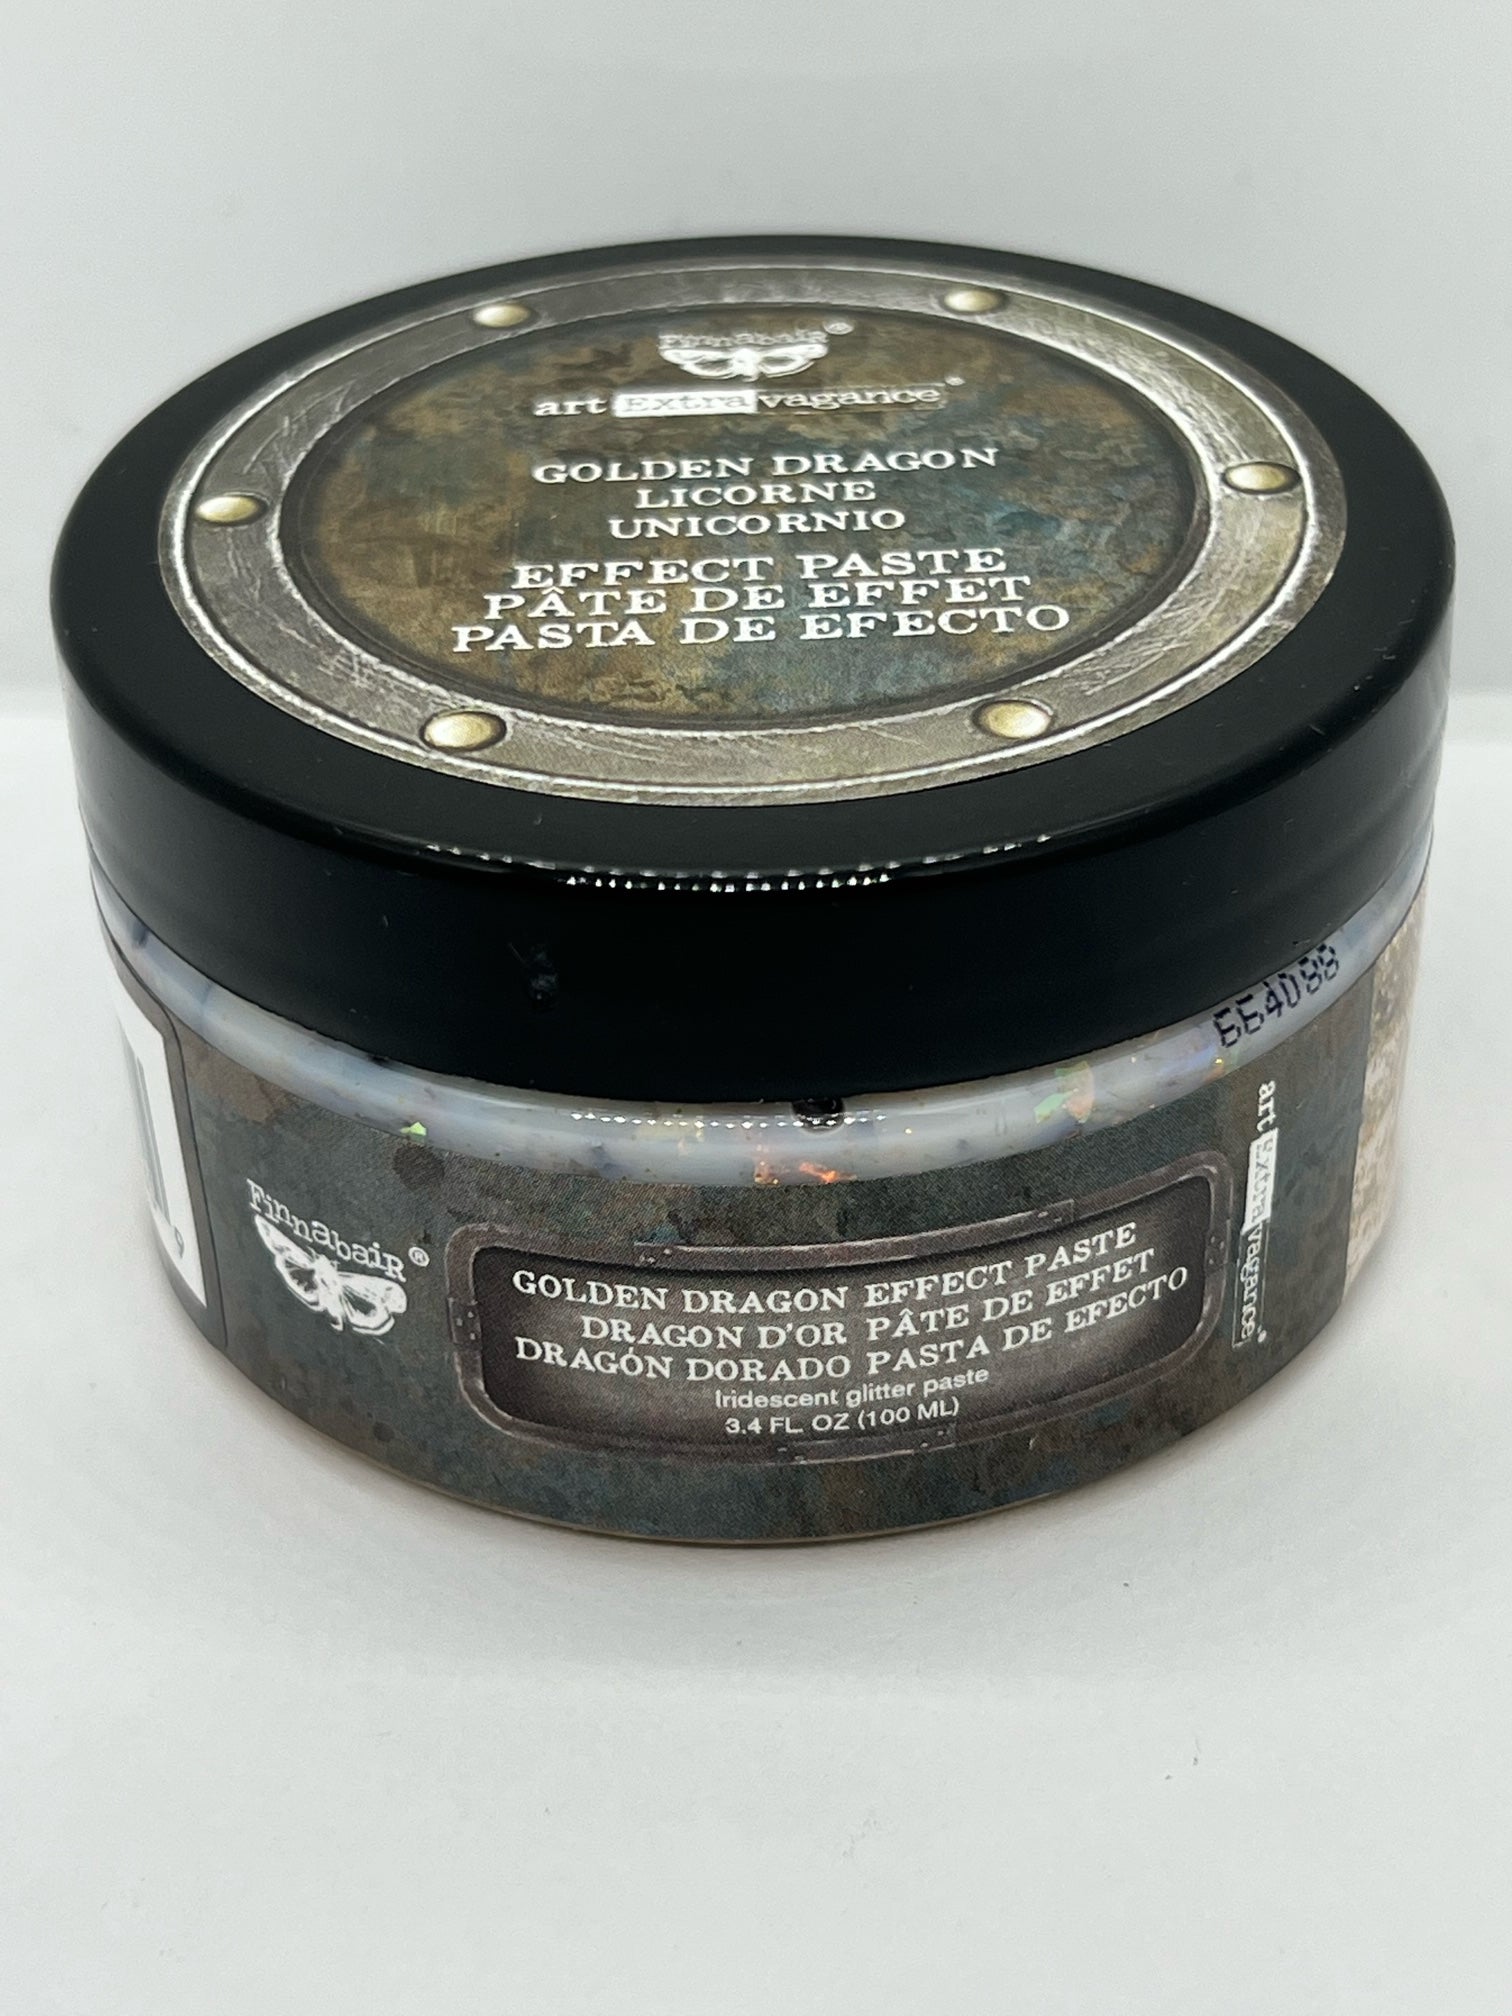 Finnabair®
art Extravagance®
GOLDEN DRAGON
LICORNE
UNICORNIO
EFFECT PASTE
PÂTE DE EFFET
PASTA DE EFECTO
664088
Finnabair®
GOLDEN DRAGON EFFECT PASTE
DRAGON D'OR PÂTE DE EFFET
DRAGÓN DORADO PASTA DE EFECTO
Iridescent glitter paste
3.4 FL. OZ (100 ML)
art Extravagance®